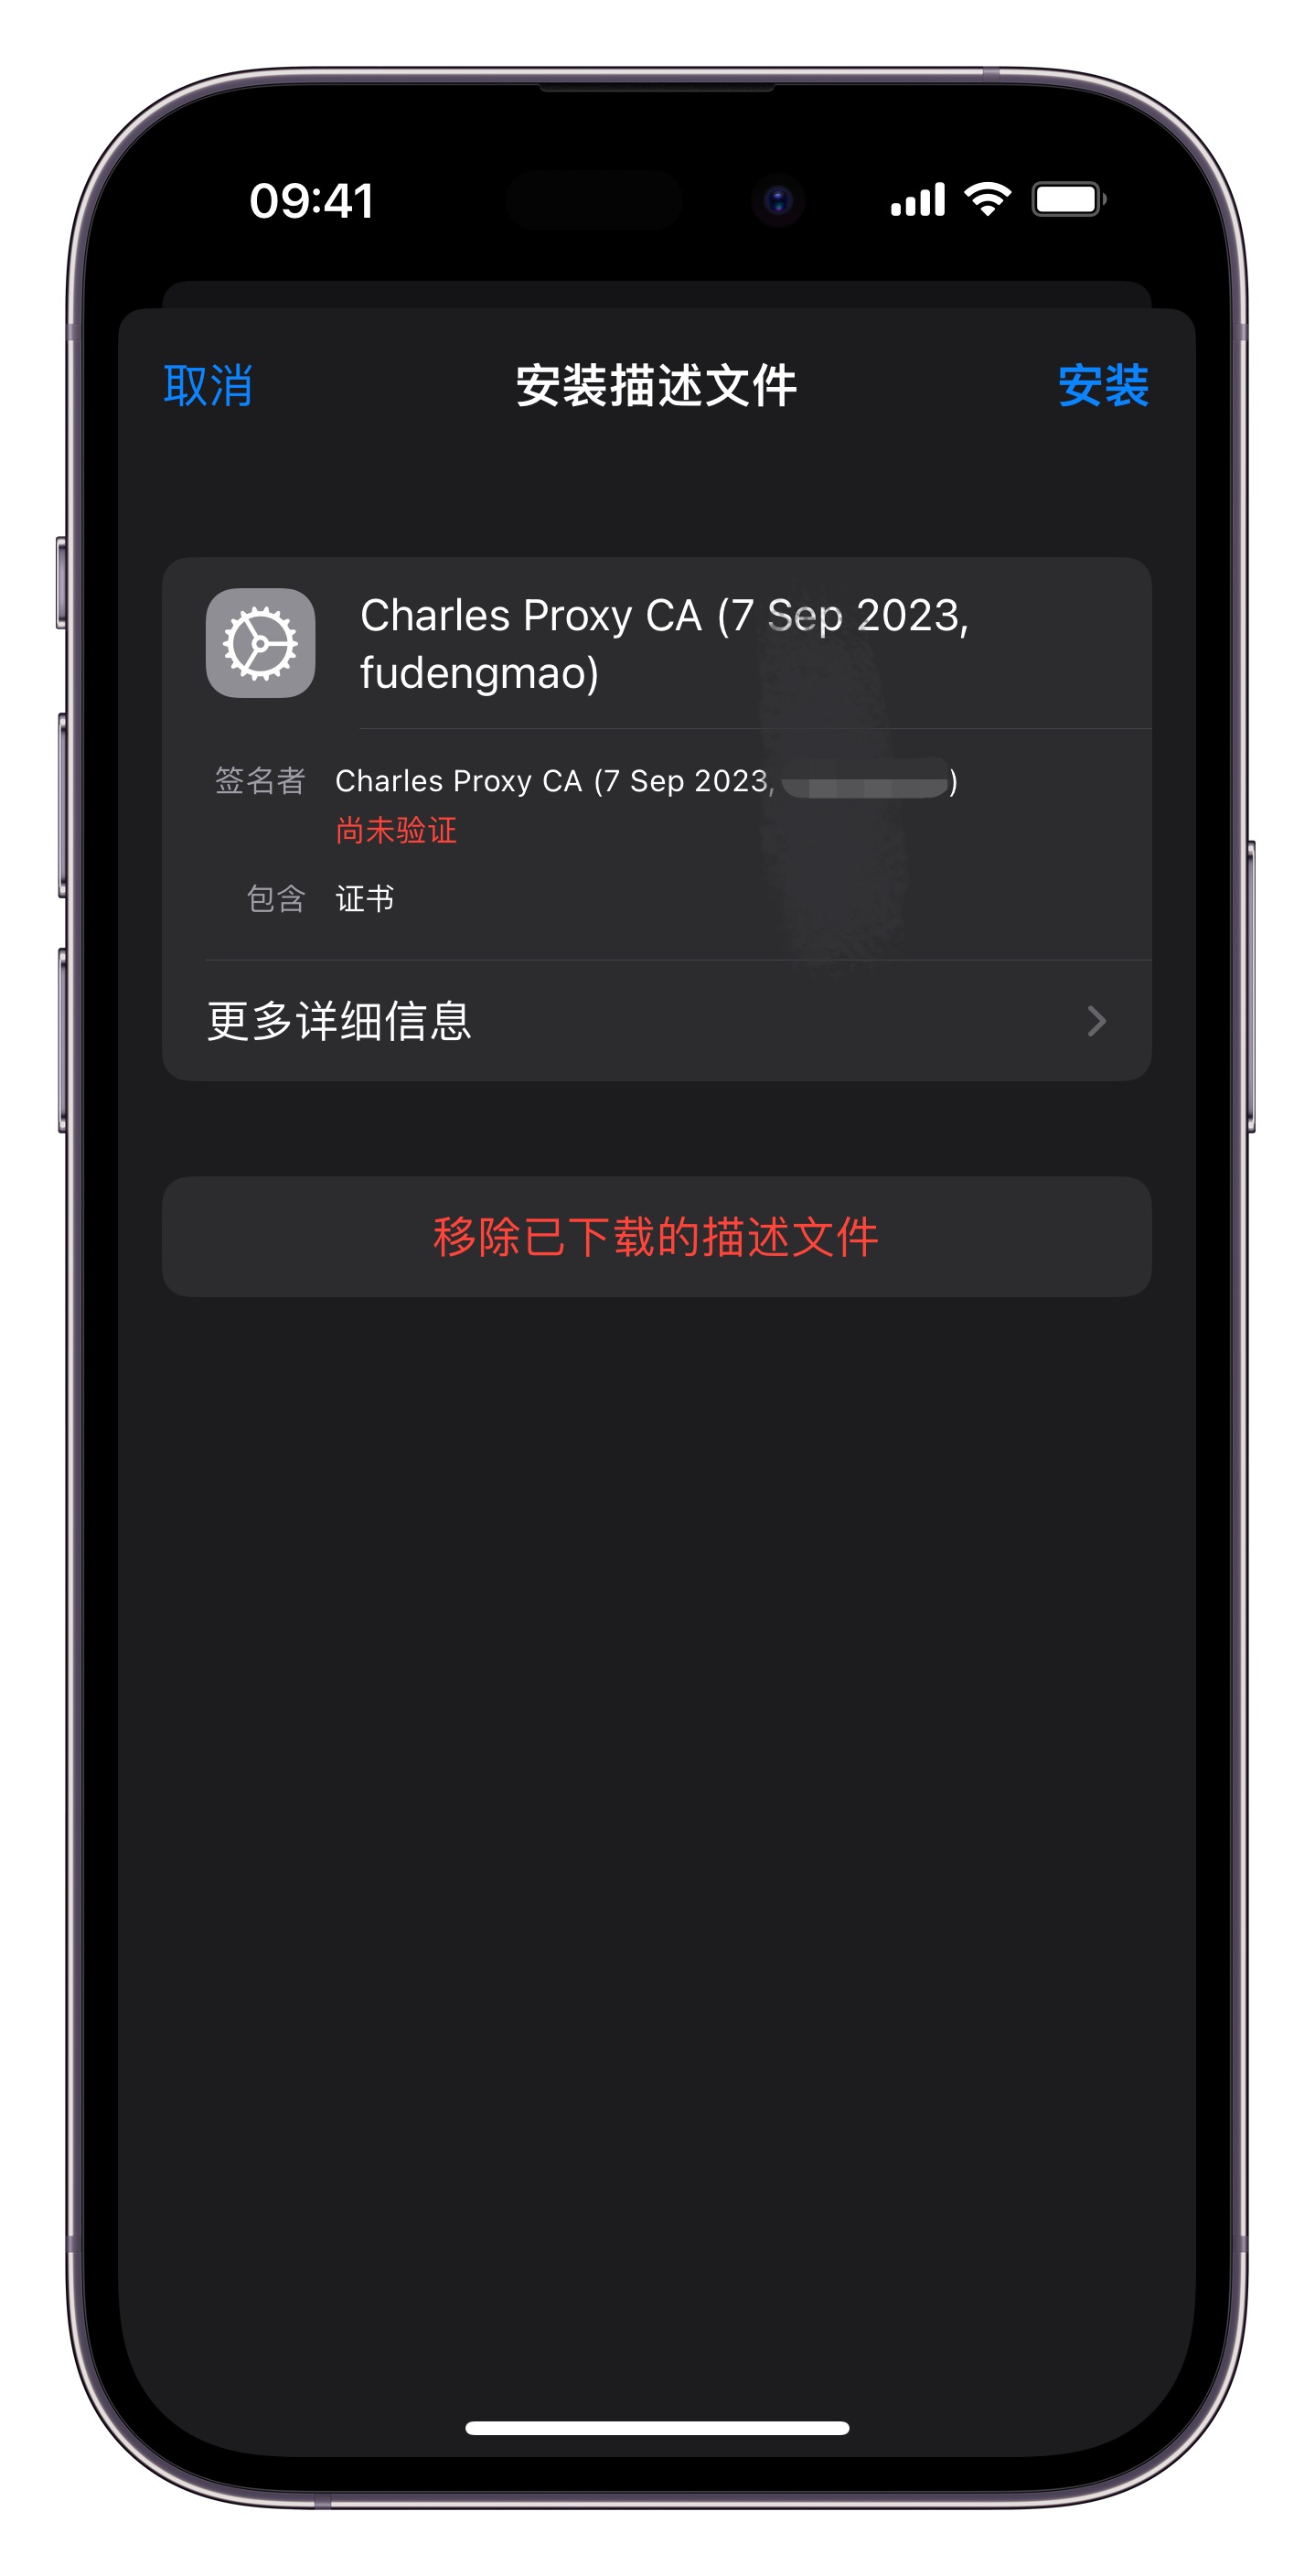 09:41
取消 安装描述文件 安装
Charles Proxy CA (7 Sep 2023,
fudengmao)
签名者 Charles Proxy CA (7 Sep 2023, )
尚未验证
包含 证书
更多详细信息
移除已下载的描述文件